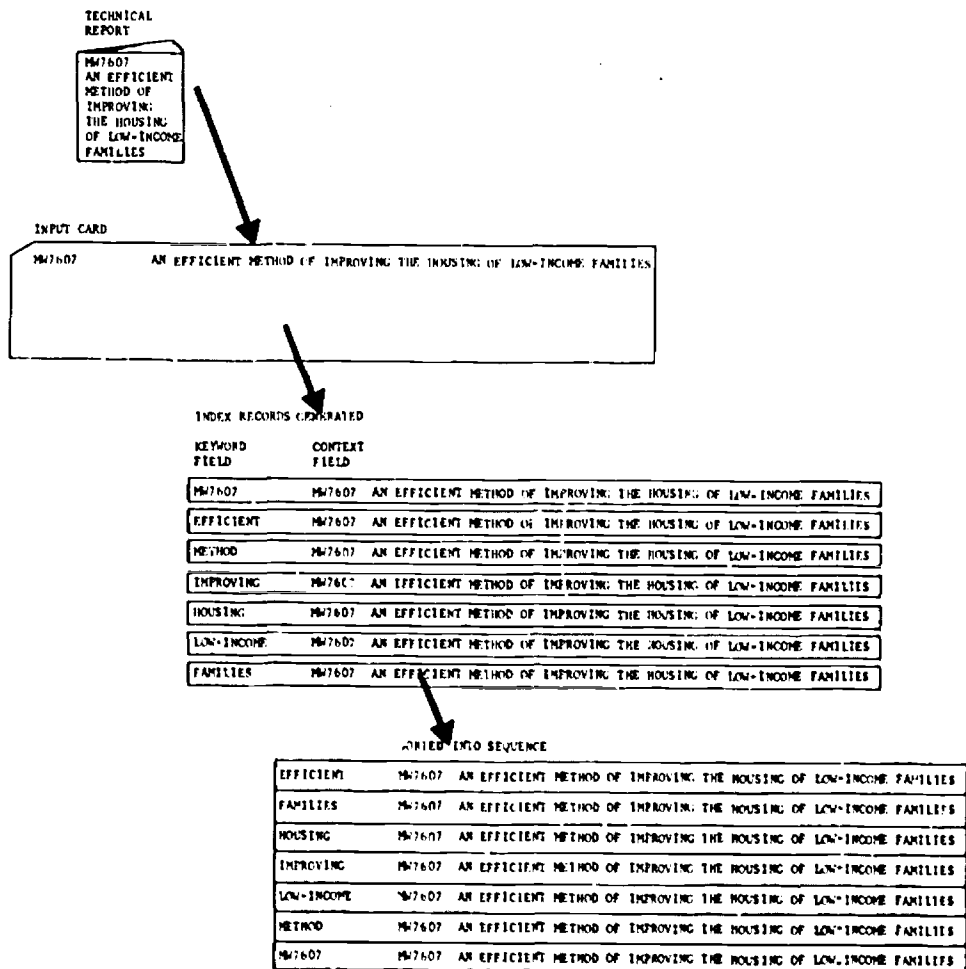 TECHNICAL
REPORT
MW7607
AN EFFICIENT
METHOD OF
IMPROVING
THE HOUSING
OF LOW-INCOME
FAMILIES
INPUT CARD
MW7607 AN EFFICIENT METHOD OF IMPROVING THE HOUSING OF LOW-INCOME FAMILIES
INDEX RECORDS GENERATED
KEYWORD CONTEXT
FIELD FIELD
MW7607 MW7607 AN EFFICIENT METHOD OF IMPROVING THE HOUSING OF LOW-INCOME FAMILIES
EFFICIENT MW7607 AN EFFICIENT METHOD OF IMPROVING THE HOUSING OF LOW-INCOME FAMILIES
METHOD MW7607 AN EFFICIENT METHOD OF IMPROVING THE HOUSING OF LOW-INCOME FAMILIES
IMPROVING MW7607 AN EFFICIENT METHOD OF IMPROVING THE HOUSING OF LOW-INCOME FAMILIES
HOUSING MW7607 AN EFFICIENT METHOD OF IMPROVING THE HOUSING OF LOW-INCOME FAMILIES
LOW-INCOME MW7607 AN EFFICIENT METHOD OF IMPROVING THE HOUSING OF LOW-INCOME FAMILIES
FAMILIES MW7607 AN EFFICIENT METHOD OF IMPROVING THE HOUSING OF LOW-INCOME FAMILIES
SORTED INTO SEQUENCE
EFFICIENT MW7607 AN EFFICIENT METHOD OF IMPROVING THE HOUSING OF LOW-INCOME FAMILIES
FAMILIES MW7607 AN EFFICIENT METHOD OF IMPROVING THE HOUSING OF LOW-INCOME FAMILIES
HOUSING MW7607 AN EFFICIENT METHOD OF IMPROVING THE HOUSING OF LOW-INCOME FAMILIES
IMPROVING MW7607 AN EFFICIENT METHOD OF IMPROVING THE HOUSING OF LOW-INCOME FAMILIES
LOW-INCOME MW7607 AN EFFICIENT METHOD OF IMPROVING THE HOUSING OF LOW-INCOME FAMILIES
METHOD MW7607 AN EFFICIENT METHOD OF IMPROVING THE HOUSING OF LOW-INCOME FAMILIES
MW7607 MW7607 AN EFFICIENT METHOD OF IMPROVING THE HOUSING OF LOW-INCOME FAMILIES